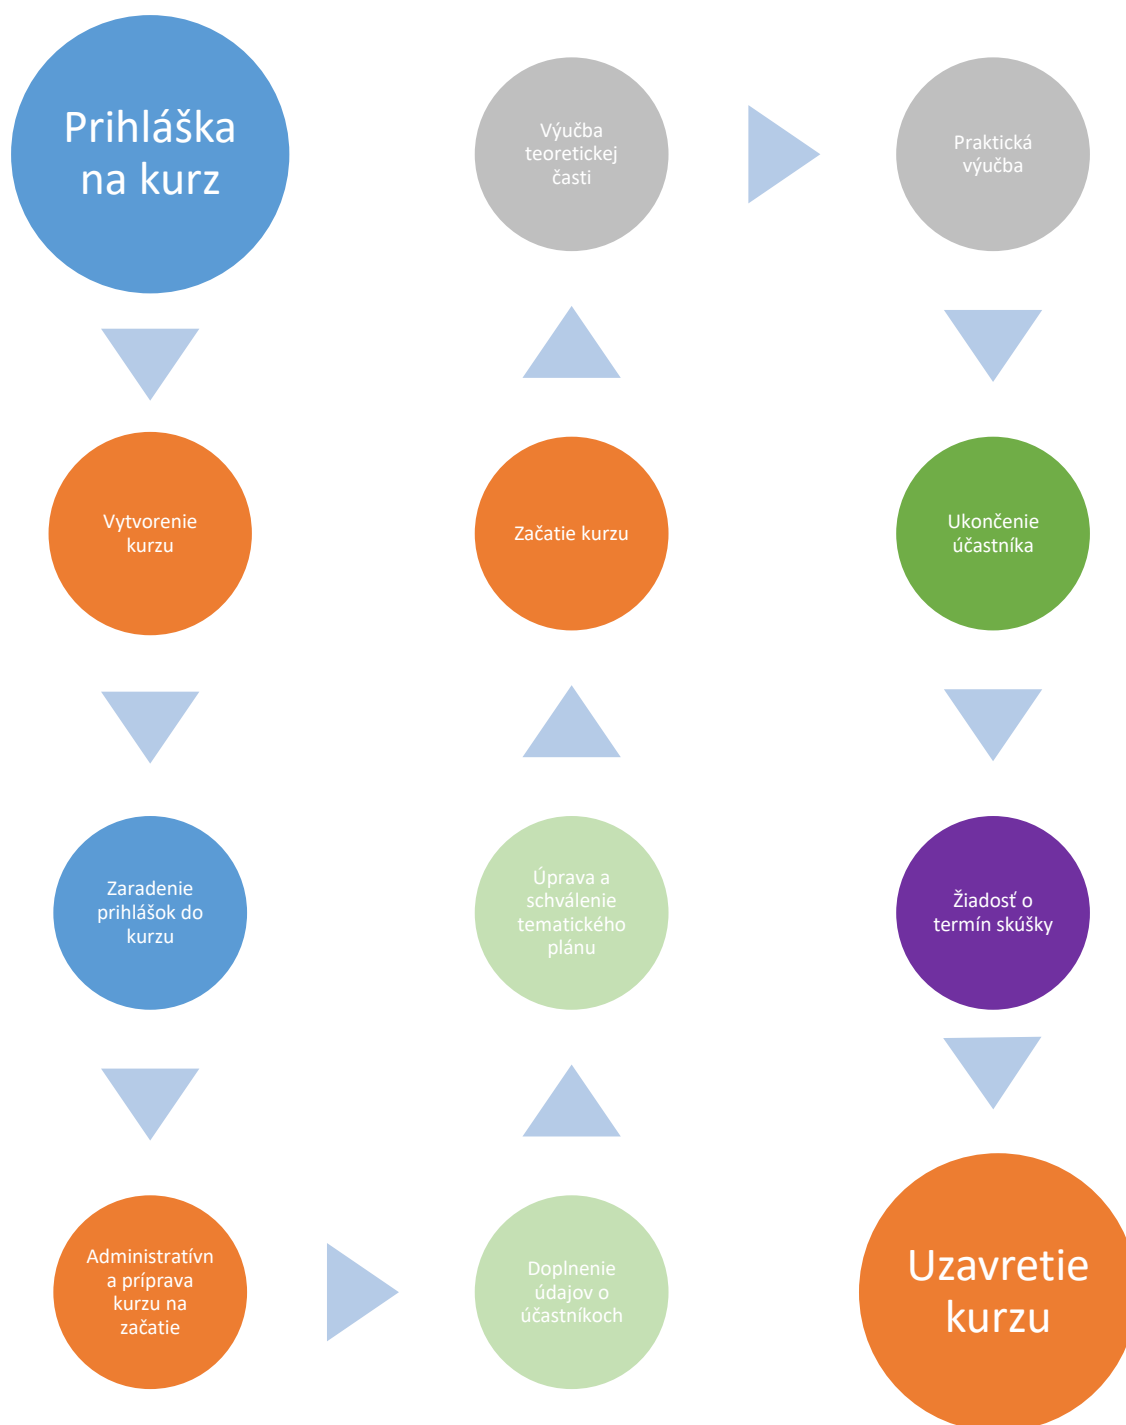 Prihláška
na kurz
Vytvorenie
kurzu
Zaradenie
prihlášok do
kurzu
Administratívn
a príprava
kurzu na
začatie
Doplnenie
údajov o
účastníkoch
Úprava a
schválenie
tematického
plánu
Začatie kurzu
Výučba
teoretickej
časti
Praktická
výučba
Ukončenie
účastníka
Žiadosť o
termín skúšky
Uzavretie
kurzu